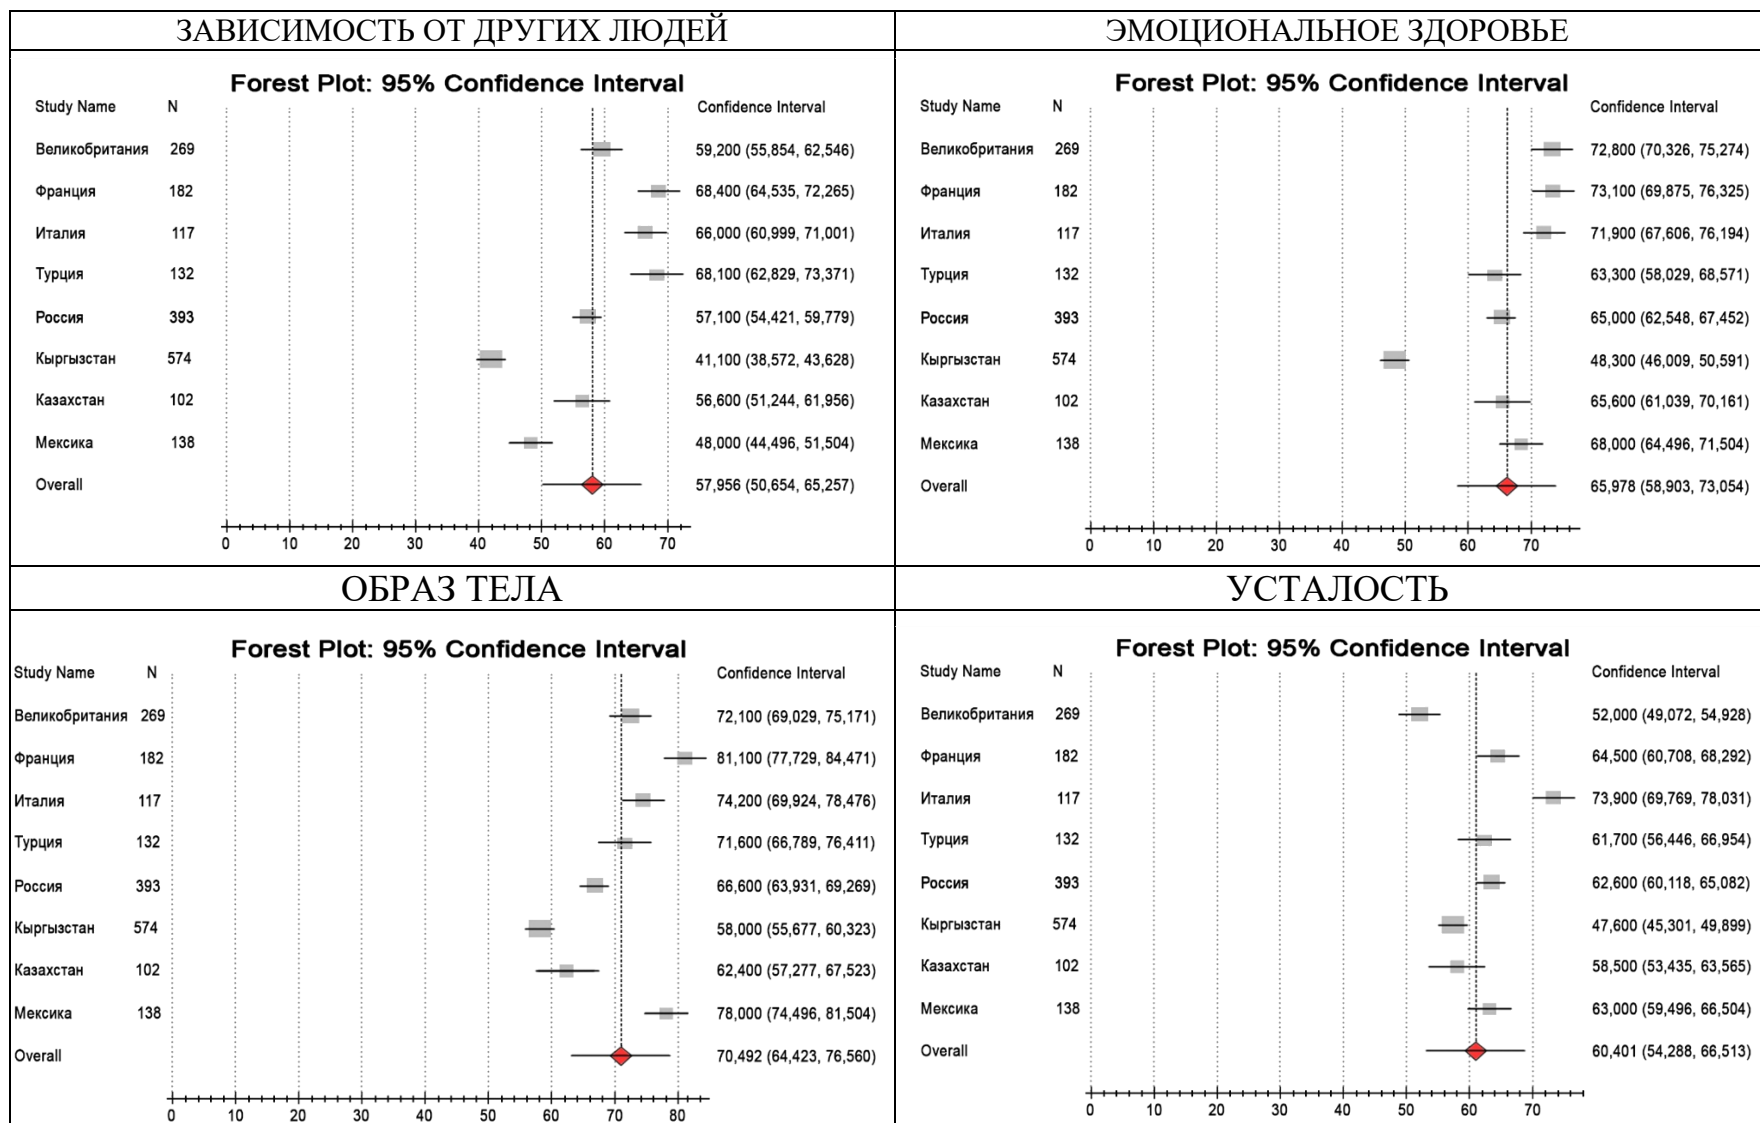 ЗАВИСИМОСТЬ ОТ ДРУГИХ ЛЮДЕЙ
Forest Plot: 95% Confidence Interval
Study Name N Confidence Interval
Великобритания 269 59,200 (55,854, 62,546)
Франция 182 68,400 (64,535, 72,265)
Италия 117 66,000 (60,999, 71,001)
Турция 132 68,100 (62,829, 73,371)
Россия 393 57,100 (54,421, 59,779)
Кыргызстан 574 41,100 (38,572, 43,628)
Казахстан 102 56,600 (51,244, 61,956)
Мексика 138 48,000 (44,496, 51,504)
Overall 57,956 (50,654, 65,257)
0 10 20 30 40 50 60 70
ЭМОЦИОНАЛЬНОЕ ЗДОРОВЬЕ
Forest Plot: 95% Confidence Interval
Study Name N Confidence Interval
Великобритания 269 72,800 (70,326, 75,274)
Франция 182 73,100 (69,875, 76,325)
Италия 117 71,900 (67,606, 76,194)
Турция 132 63,300 (58,029, 68,571)
Россия 393 65,000 (62,548, 67,452)
Кыргызстан 574 48,300 (46,009, 50,591)
Казахстан 102 65,600 (61,039, 70,161)
Мексика 138 68,000 (64,496, 71,504)
Overall 65,978 (58,903, 73,054)
0 10 20 30 40 50 60 70
ОБРАЗ ТЕЛА
Forest Plot: 95% Confidence Interval
Study Name N Confidence Interval
Великобритания 269 72,100 (69,029, 75,171)
Франция 182 81,100 (77,729, 84,471)
Италия 117 74,200 (69,924, 78,476)
Турция 132 71,600 (66,789, 76,411)
Россия 393 66,600 (63,931, 69,269)
Кыргызстан 574 58,000 (55,677, 60,323)
Казахстан 102 62,400 (57,277, 67,523)
Мексика 138 78,000 (74,496, 81,504)
Overall 70,492 (64,423, 76,560)
0 10 20 30 40 50 60 70 80
УСТАЛОСТЬ
Forest Plot: 95% Confidence Interval
Study Name N Confidence Interval
Великобритания 269 52,000 (49,072, 54,928)
Франция 182 64,500 (60,708, 68,292)
Италия 117 73,900 (69,769, 78,031)
Турция 132 61,700 (56,446, 66,954)
Россия 393 62,600 (60,118, 65,082)
Кыргызстан 574 47,600 (45,301, 49,899)
Казахстан 102 58,500 (53,435, 63,565)
Мексика 138 63,000 (59,496, 66,504)
Overall 60,401 (54,288, 66,513)
0 10 20 30 40 50 60 70